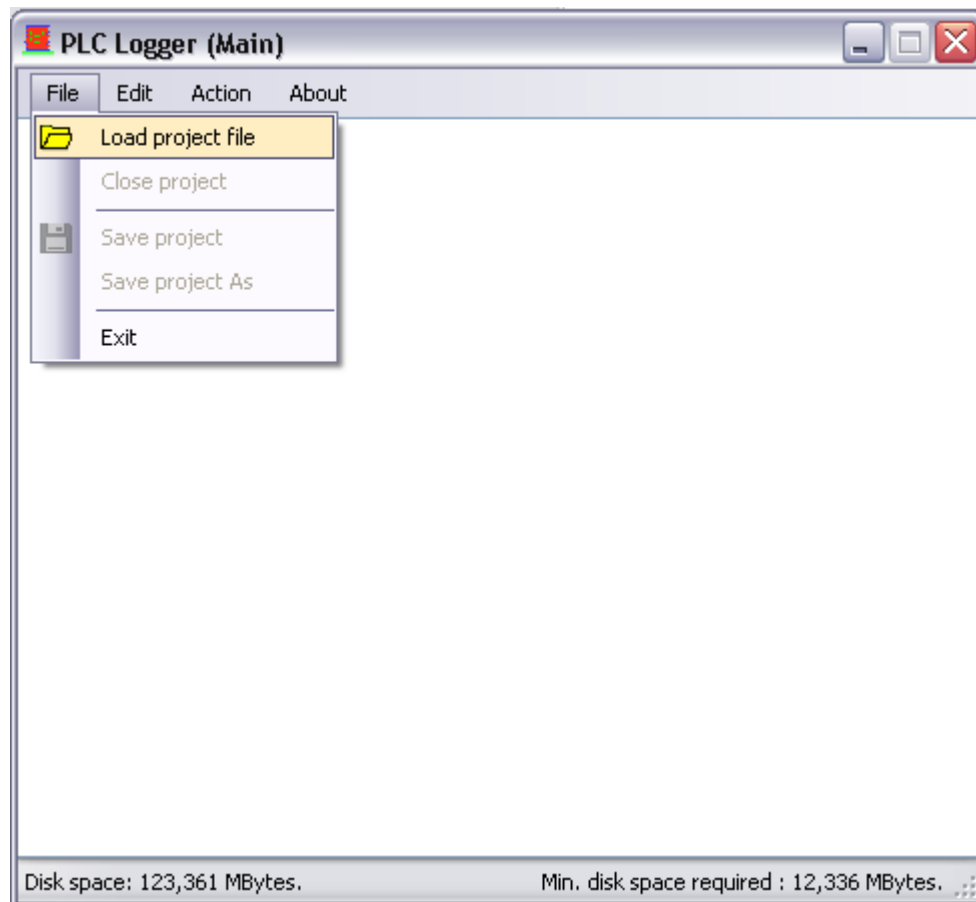 PLC Logger (Main)
File Edit Action About
Load project file
Close project
Save project
Save project As
Exit
Disk space: 123,361 MBytes. Min. disk space required : 12,336 MBytes.